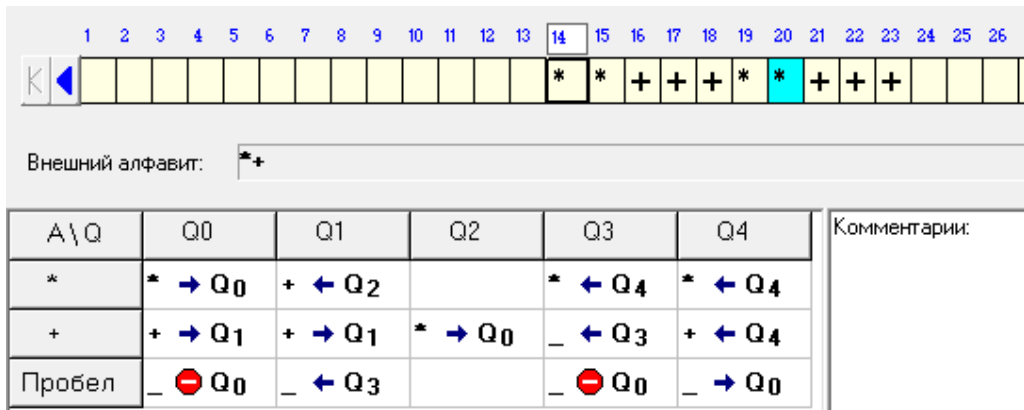 1 2 3 4 5 6 7 8 9 10 11 12 13 14 15 16 17 18 19 20 21 22 23 24 25 26
* * + + + * * + + +
Внешний алфавит: *+
A\Q Q0 Q1 Q2 Q3 Q4 Комментарии:
* * → Q0 + ← Q2 * ← Q4 * ← Q4
+ + → Q1 + → Q1 * → Q0 _ ← Q3 + ← Q4
Пробел _ ⛔ Q0 _ ← Q3 _ ⛔ Q0 _ → Q0